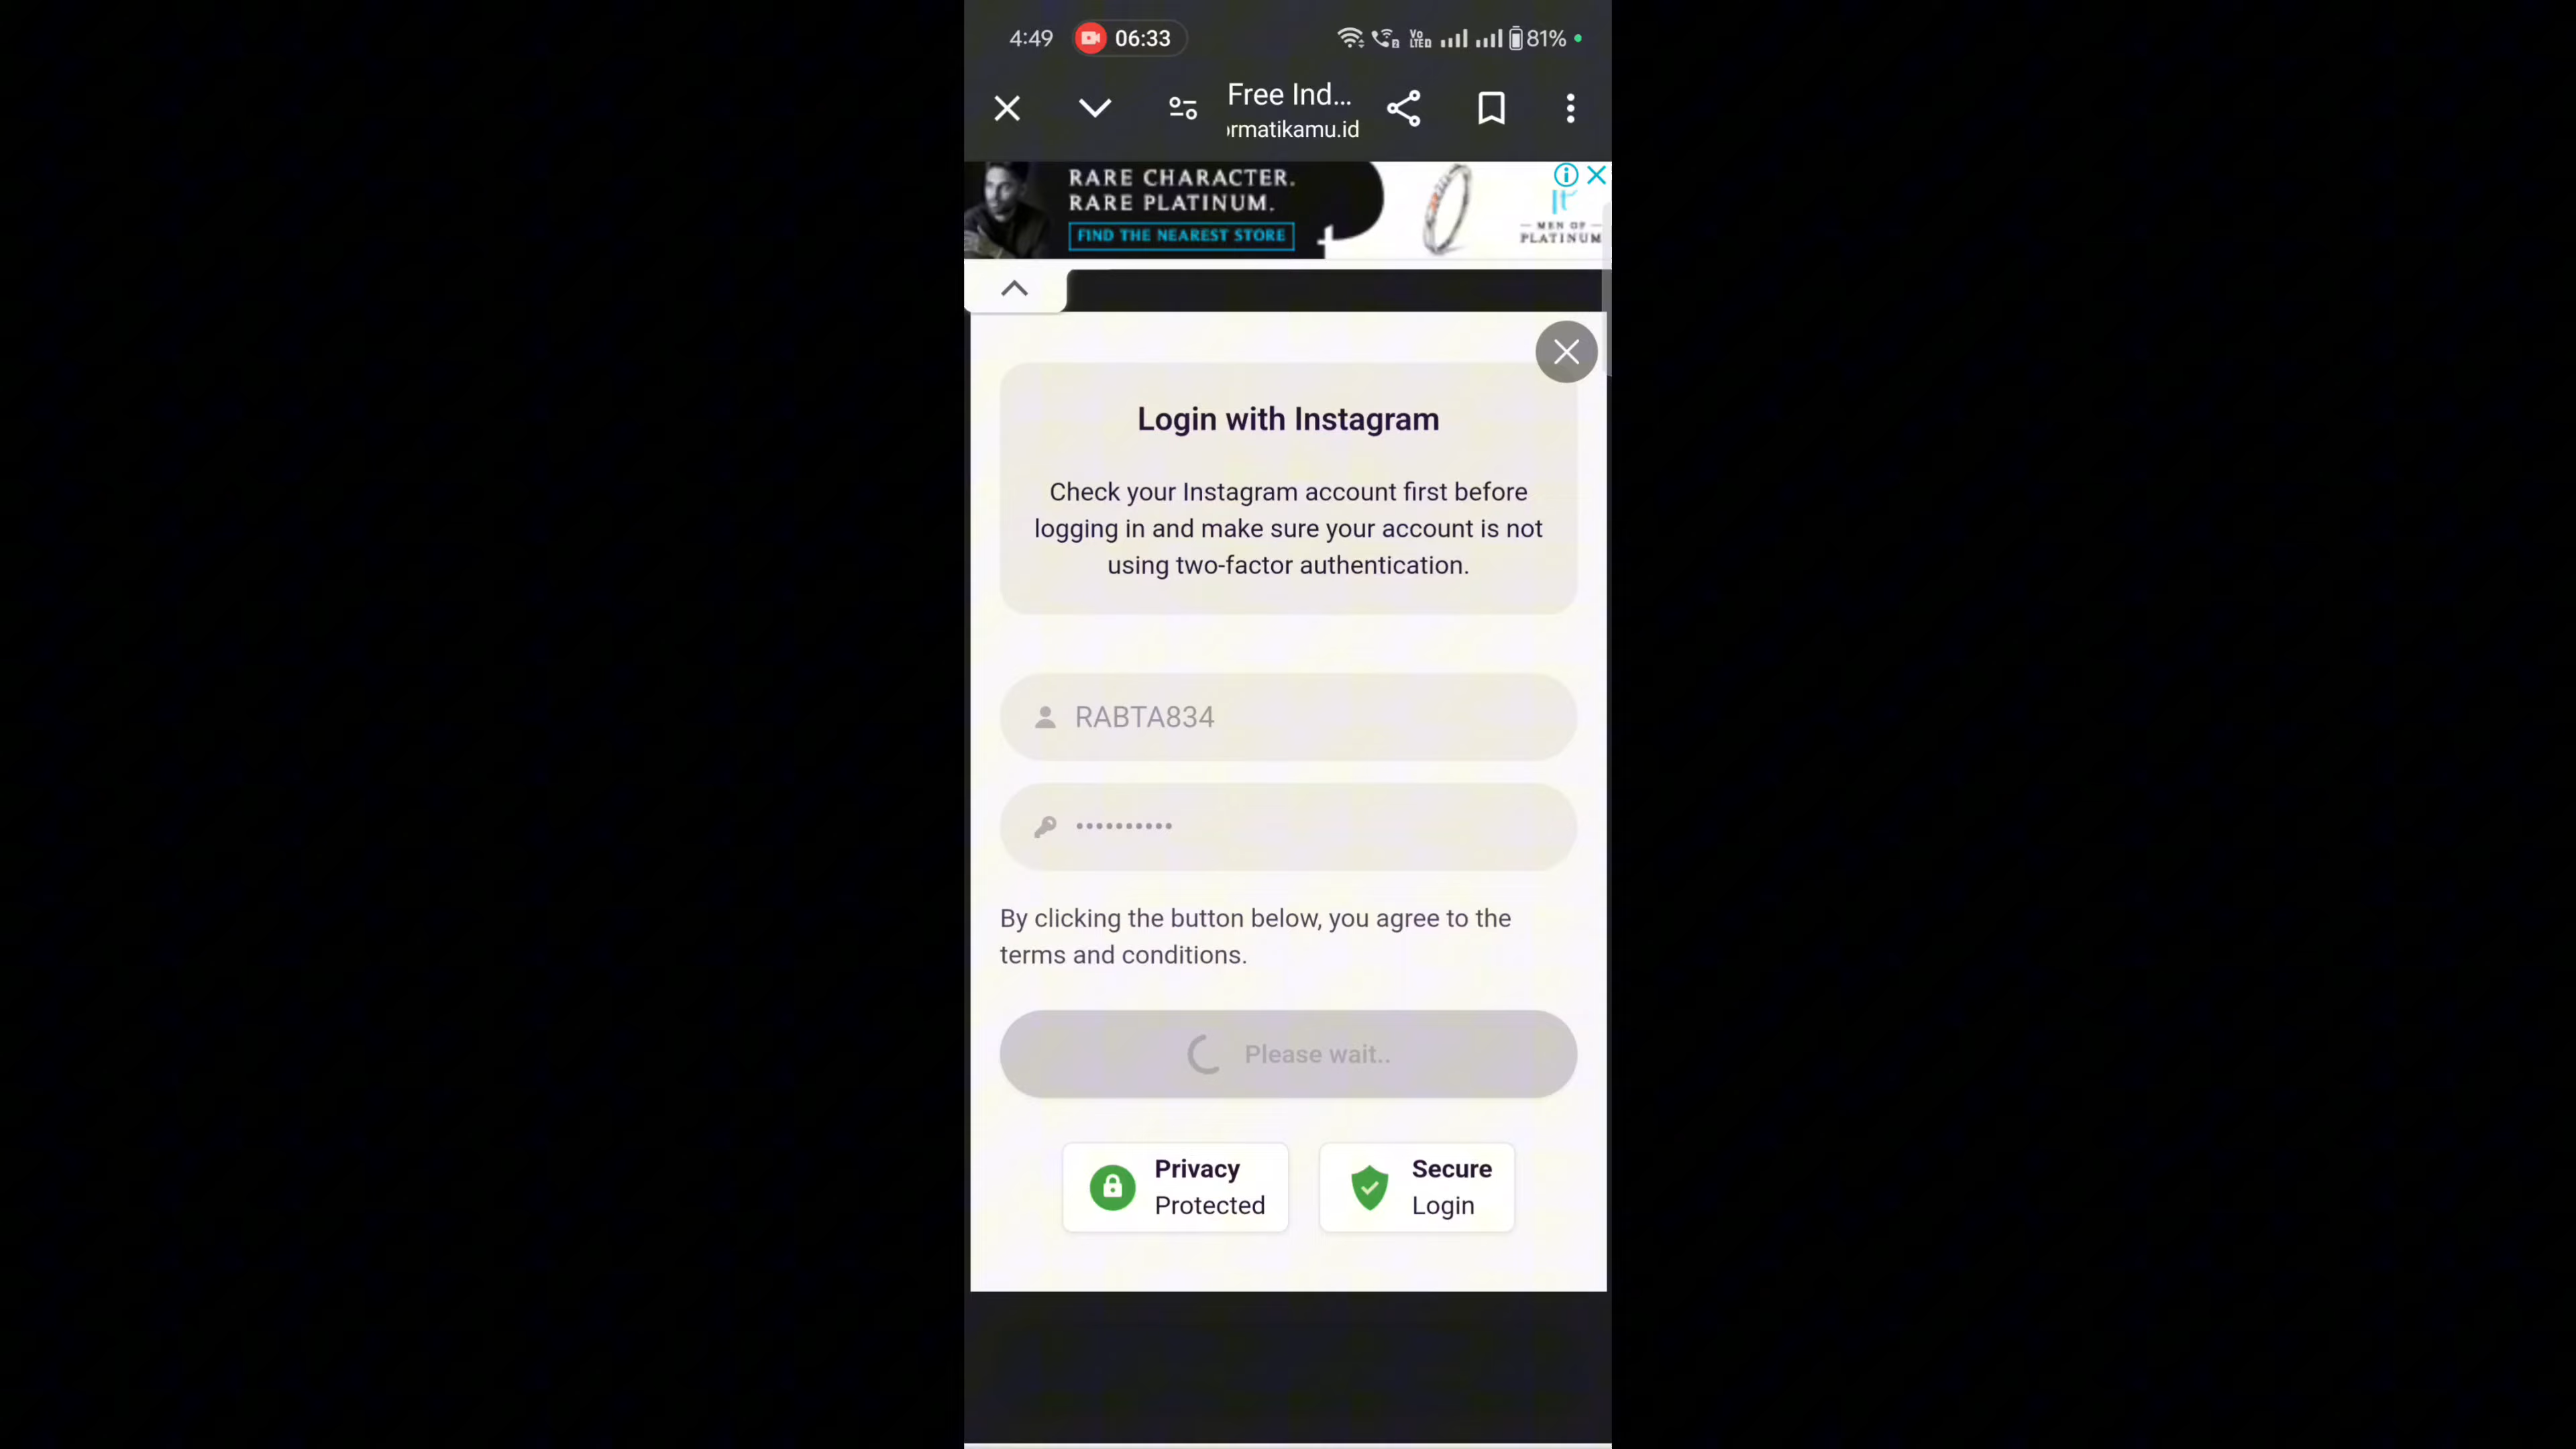 4:49 06:33 81%
Free Ind...
ormatikamu.id
RARE CHARACTER.
RARE PLATINUM.
FIND THE NEAREST STORE
MEN OF
PLATINUM
Login with Instagram
Check your Instagram account first before
logging in and make sure your account is not
using two-factor authentication.
RABTA834
••••••••••
By clicking the button below, you agree to the
terms and conditions.
Please wait..
Privacy
Protected
Secure
Login